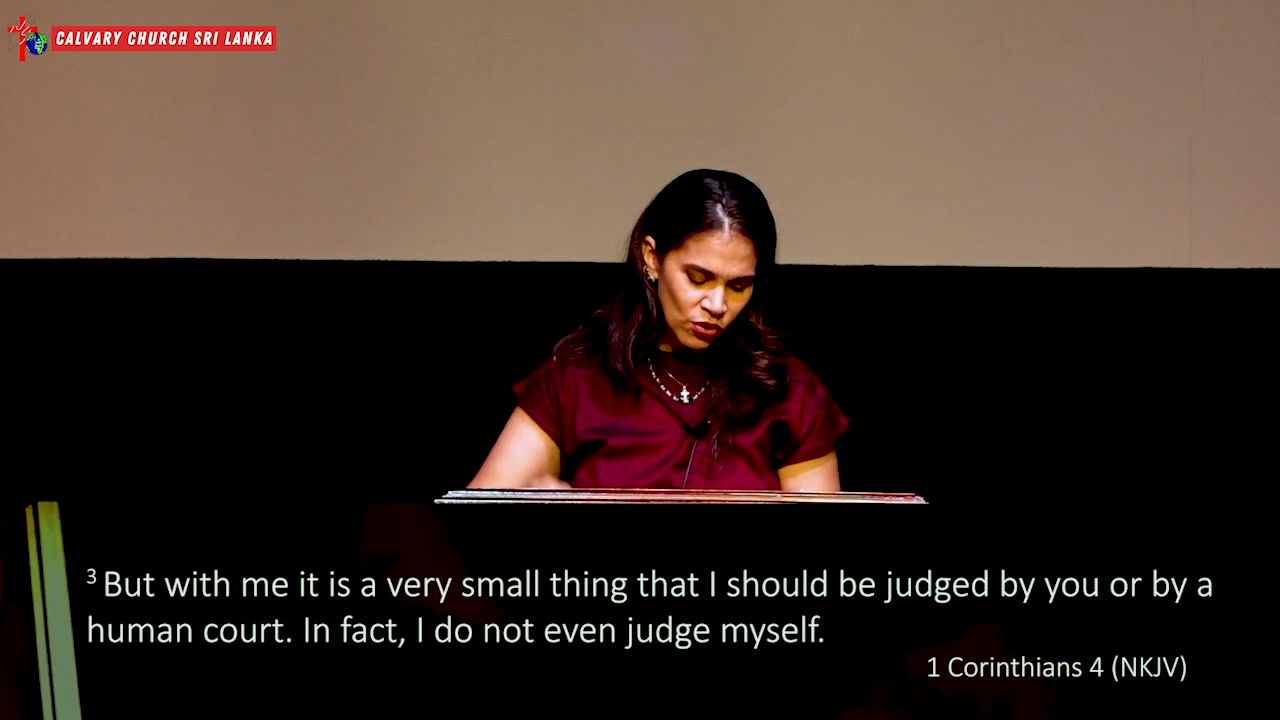 CALVARY CHURCH SRI LANKA
3 But with me it is a very small thing that I should be judged by you or by a
human court. In fact, I do not even judge myself.
1 Corinthians 4 (NKJV)